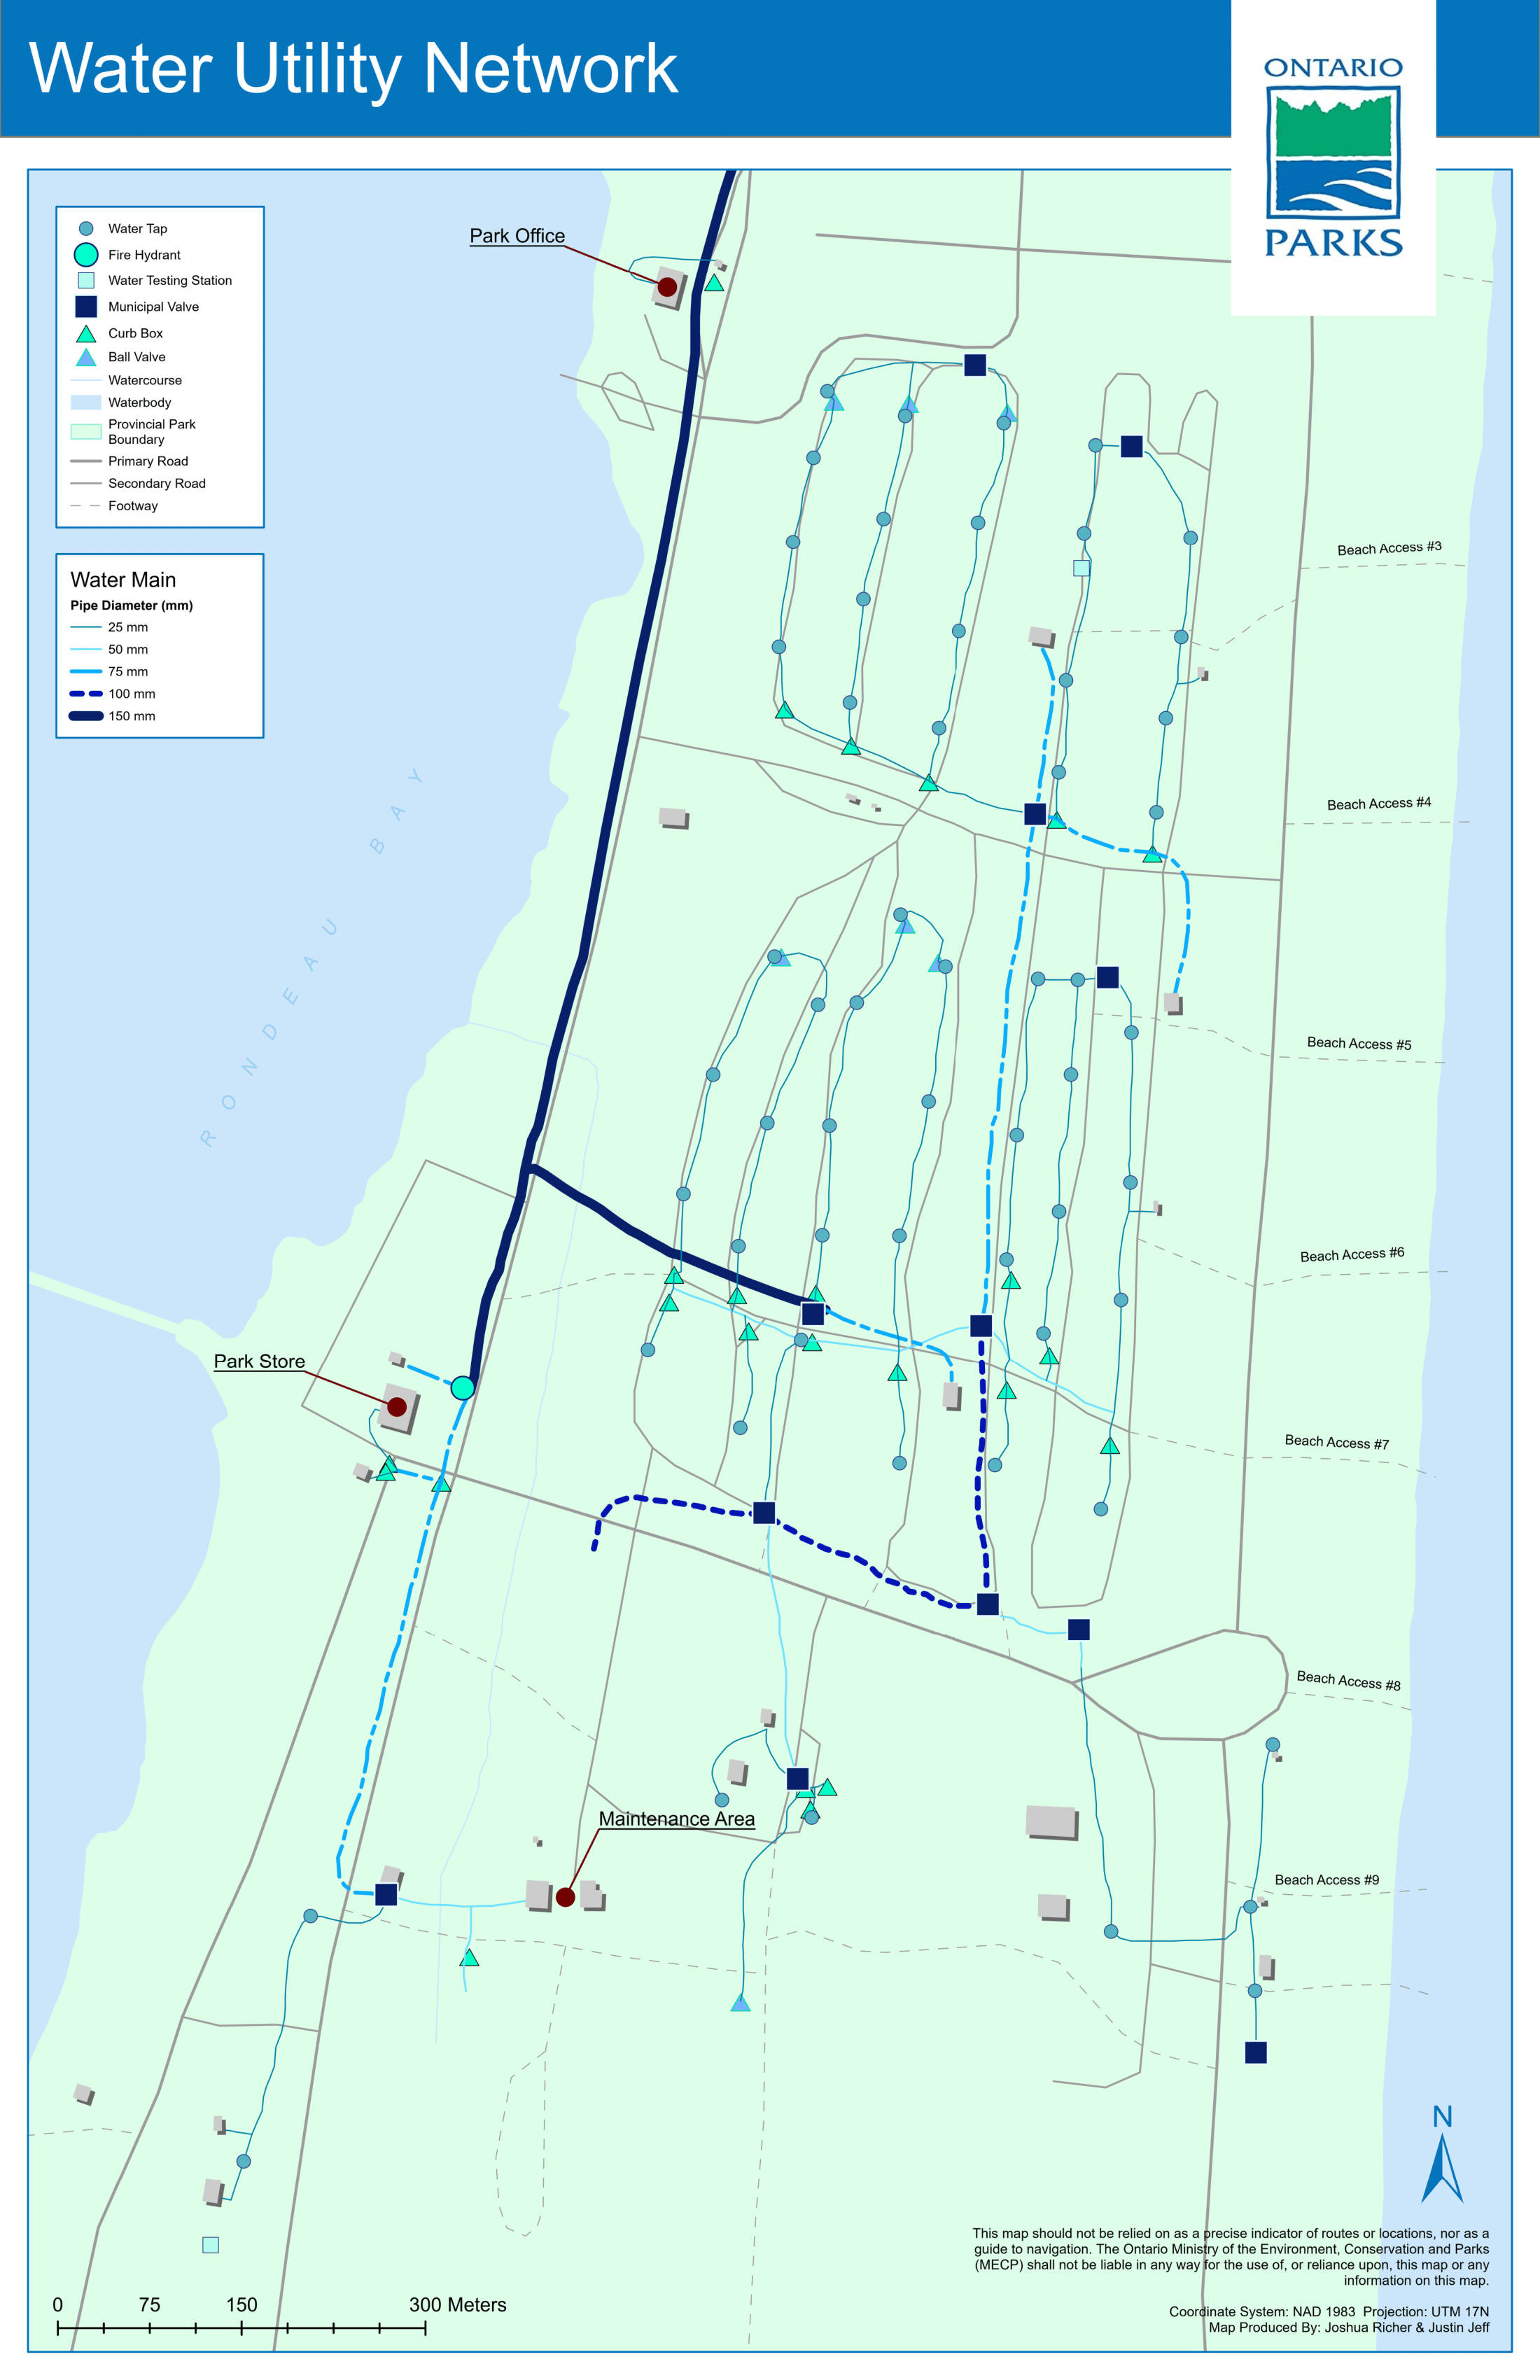 Water Utility Network
ONTARIO
PARKS
Park Office
Water Tap
Fire Hydrant
Water Testing Station
Municipal Valve
Curb Box
Ball Valve
Watercourse
Waterbody
Provincial Park
Boundary
Primary Road
Secondary Road
Footway
Water Main
Pipe Diameter (mm)
25 mm
50 mm
75 mm
100 mm
150 mm
Beach Access #3
Beach Access #4
RONDEAU BAY
Beach Access #5
Beach Access #6
Park Store
Beach Access #7
Beach Access #8
Maintenance Area
Beach Access #9
N
This map should not be relied on as a precise indicator of routes or locations, nor as a
guide to navigation. The Ontario Ministry of the Environment, Conservation and Parks
(MECP) shall not be liable in any way for the use of, or reliance upon, this map or any
information on this map.
0 75 150 300 Meters
Coordinate System: NAD 1983 Projection: UTM 17N
Map Produced By: Joshua Richer & Justin Jeff